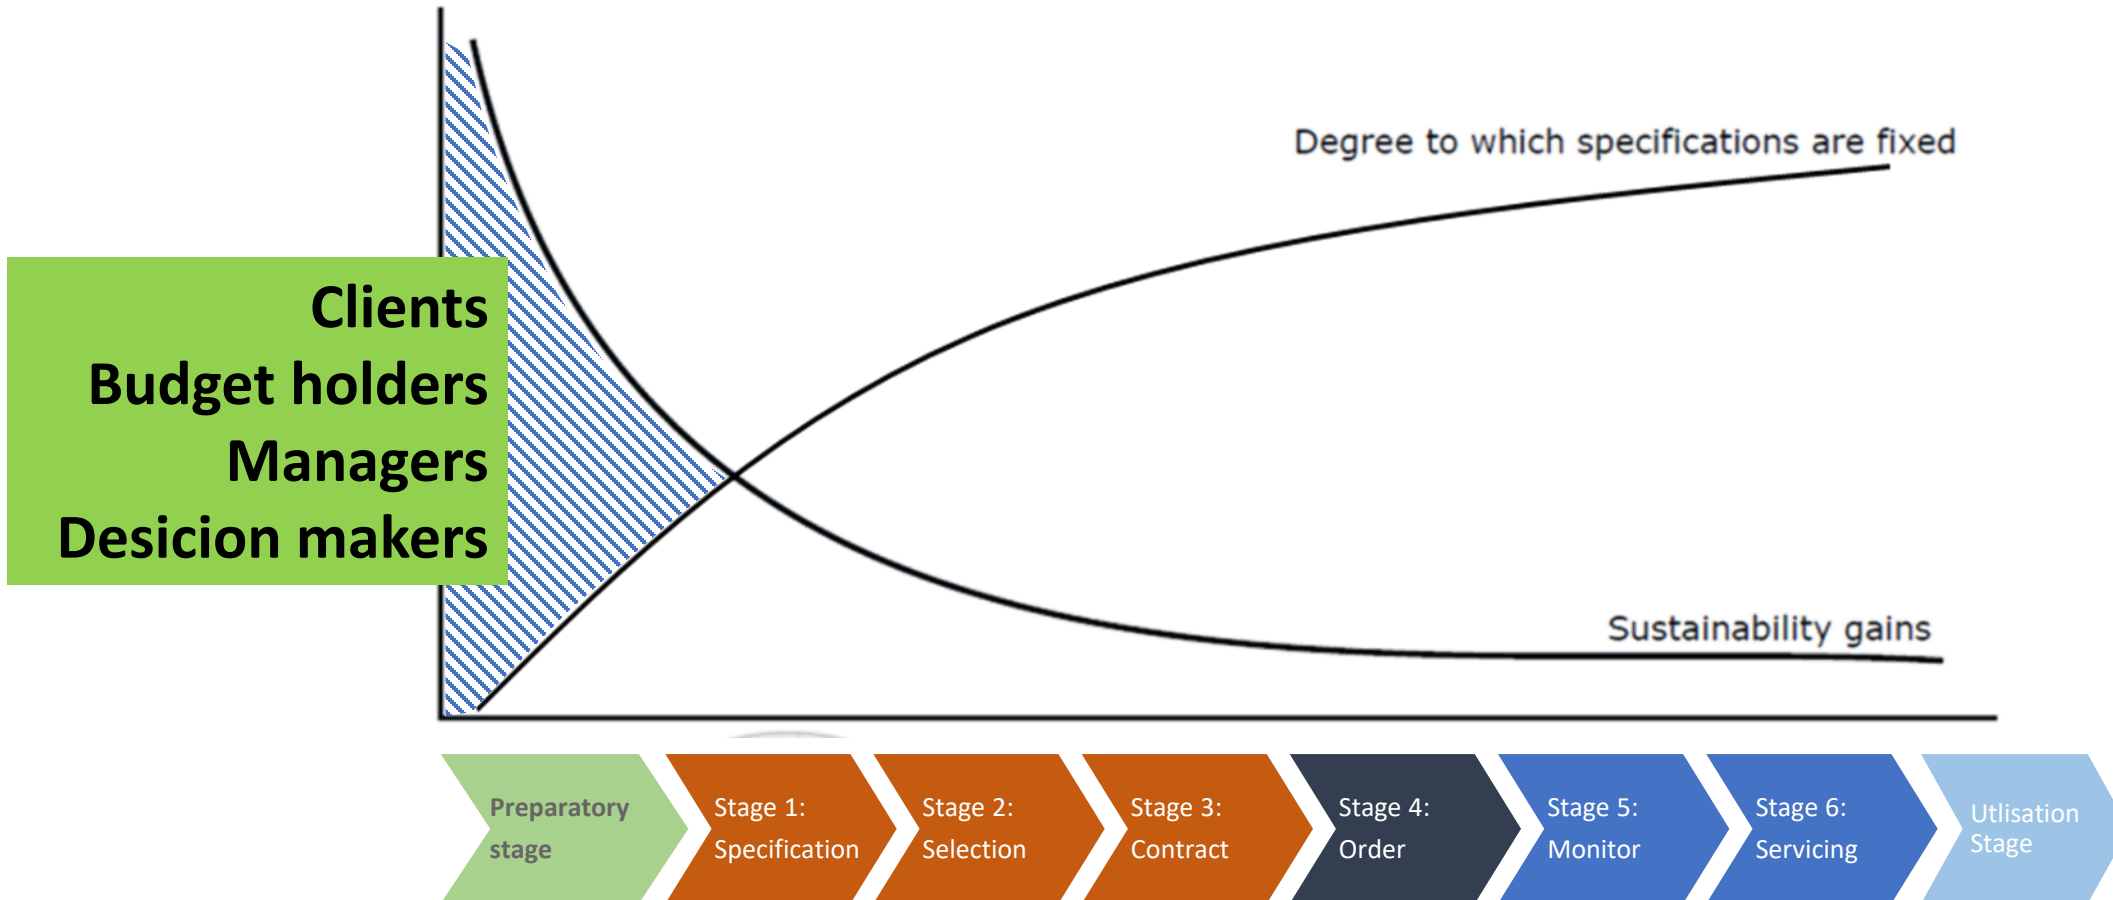 Degree to which specifications are fixed
Clients
Budget holders
Managers
Desicion makers
Sustainability gains
Preparatory
stage
Stage 1:
Specification
Stage 2:
Selection
Stage 3:
Contract
Stage 4:
Order
Stage 5:
Monitor
Stage 6:
Servicing
Utlisation
Stage